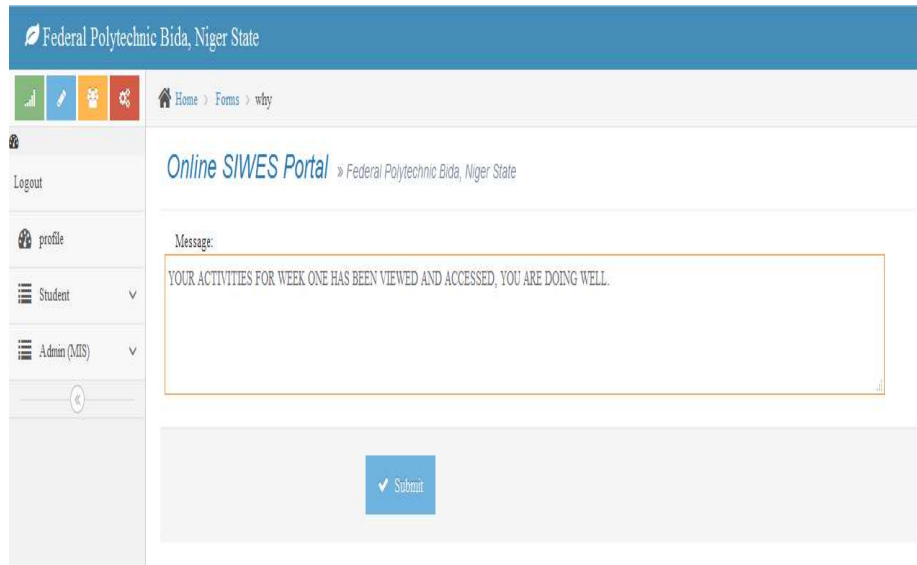 Federal Polytechnic Bida, Niger State
Home > Forms > why
Online SIWES Portal » Federal Polytechnic Bida, Niger State
Logout
profile
Student
Admin (MIS)
Message:
YOUR ACTIVITIES FOR WEEK ONE HAS BEEN VIEWED AND ACCESSED, YOU ARE DOING WELL.
Submit